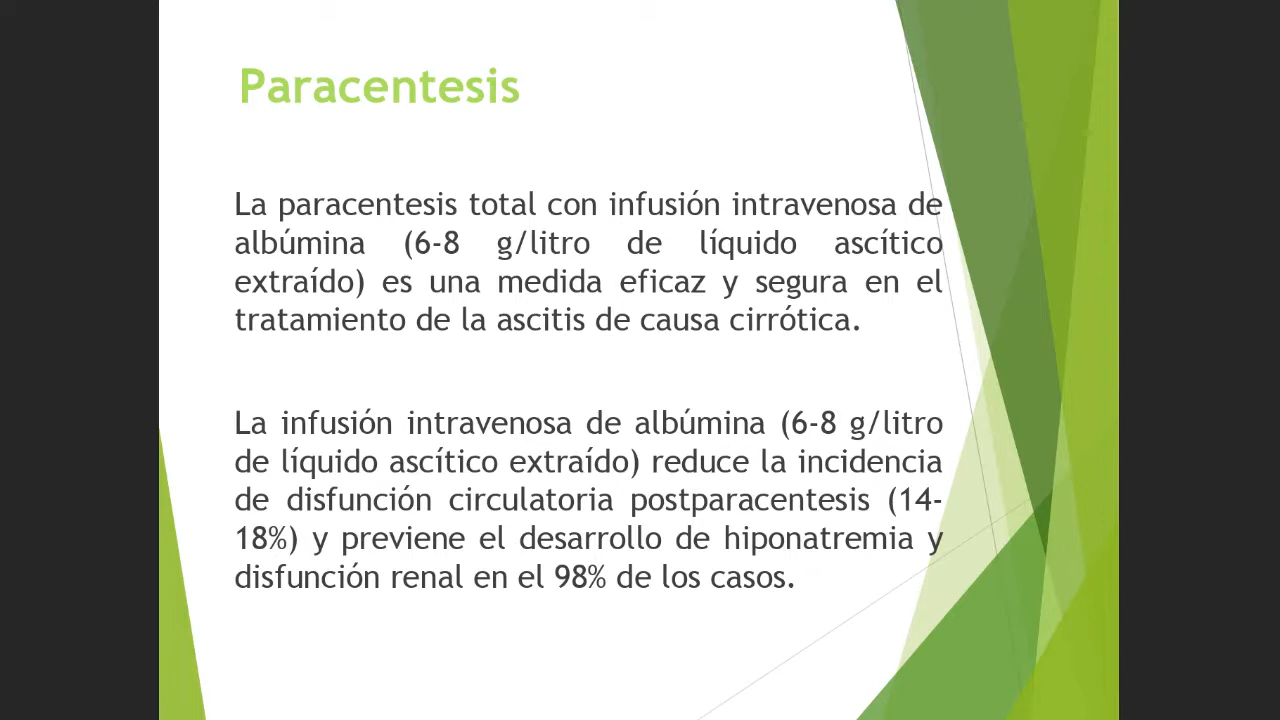 Paracentesis
La paracentesis total con infusión intravenosa de
albúmina (6-8 g/litro de líquido ascítico
extraído) es una medida eficaz y segura en el
tratamiento de la ascitis de causa cirrótica.
La infusión intravenosa de albúmina (6-8 g/litro
de líquido ascítico extraído) reduce la incidencia
de disfunción circulatoria postparacentesis (14-
18%) y previene el desarrollo de hiponatremia y
disfunción renal en el 98% de los casos.